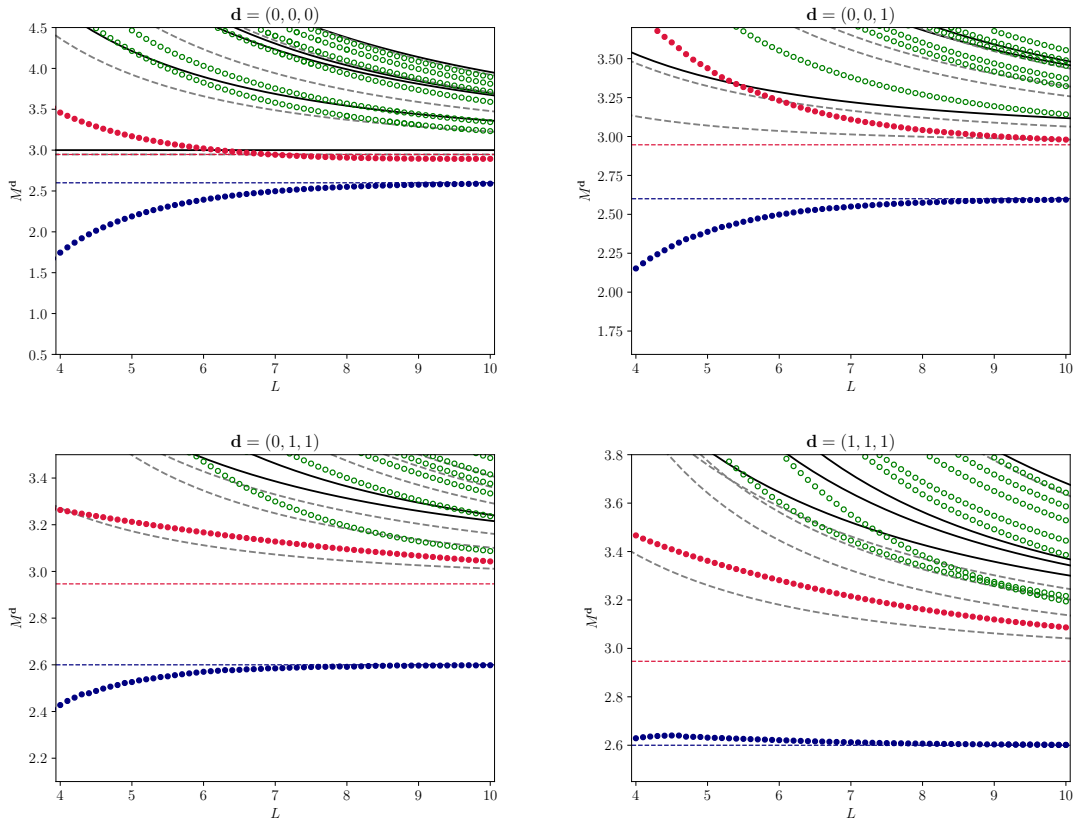 d = (0, 0, 0)
4.5
4.0
3.5
3.0
2.5
2.0
1.5
1.0
0.5
M^d
4 5 6 7 8 9 10
L
d = (0, 0, 1)
3.50
3.25
3.00
2.75
2.50
2.25
2.00
1.75
M^d
4 5 6 7 8 9 10
L
d = (0, 1, 1)
3.4
3.2
3.0
2.8
2.6
2.4
2.2
M^d
4 5 6 7 8 9 10
L
d = (1, 1, 1)
3.8
3.6
3.4
3.2
3.0
2.8
2.6
M^d
4 5 6 7 8 9 10
L